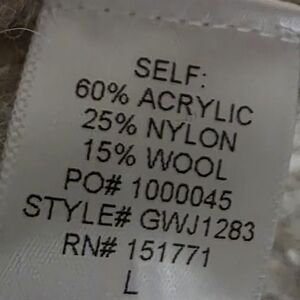 SELF:
60% ACRYLIC
25% NYLON
15% WOOL
PO# 1000045
STYLE# GWJ1283
RN# 151771
L